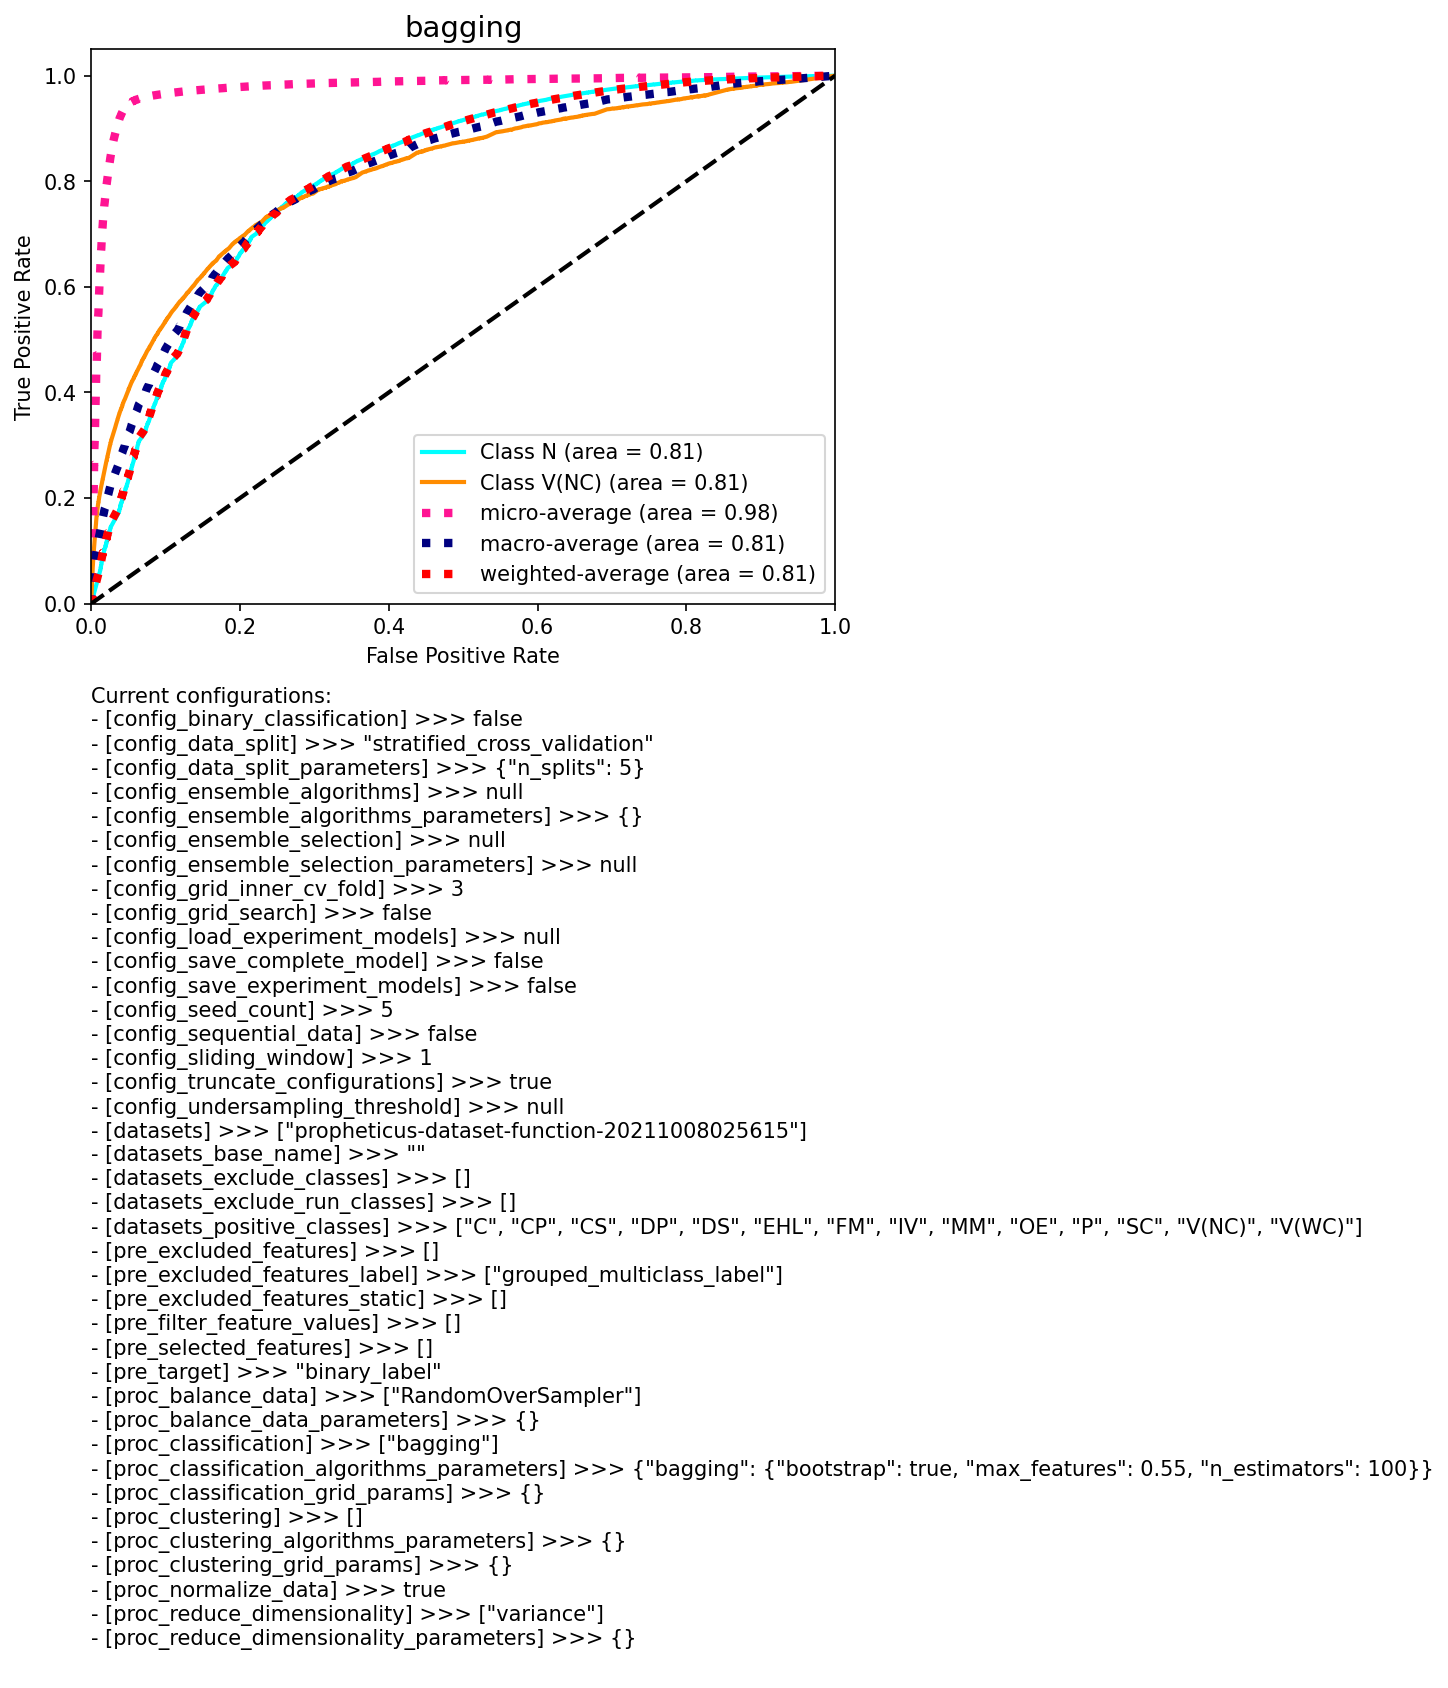 bagging
1.0
0.8
0.6
0.4
0.2
0.0
True Positive Rate
Class N (area = 0.81)
Class V(NC) (area = 0.81)
micro-average (area = 0.98)
macro-average (area = 0.81)
weighted-average (area = 0.81)
0.0 0.2 0.4 0.6 0.8 1.0
False Positive Rate
Current configurations:
- [config_binary_classification] >>> false
- [config_data_split] >>> "stratified_cross_validation"
- [config_data_split_parameters] >>> {"n_splits": 5}
- [config_ensemble_algorithms] >>> null
- [config_ensemble_algorithms_parameters] >>> {}
- [config_ensemble_selection] >>> null
- [config_ensemble_selection_parameters] >>> null
- [config_grid_inner_cv_fold] >>> 3
- [config_grid_search] >>> false
- [config_load_experiment_models] >>> null
- [config_save_complete_model] >>> false
- [config_save_experiment_models] >>> false
- [config_seed_count] >>> 5
- [config_sequential_data] >>> false
- [config_sliding_window] >>> 1
- [config_truncate_configurations] >>> true
- [config_undersampling_threshold] >>> null
- [datasets] >>> ["propheticus-dataset-function-20211008025615"]
- [datasets_base_name] >>> ""
- [datasets_exclude_classes] >>> []
- [datasets_exclude_run_classes] >>> []
- [datasets_positive_classes] >>> ["C", "CP", "CS", "DP", "DS", "EHL", "FM", "IV", "MM", "OE", "P", "SC", "V(NC)", "V(WC)"]
- [pre_excluded_features] >>> []
- [pre_excluded_features_label] >>> ["grouped_multiclass_label"]
- [pre_excluded_features_static] >>> []
- [pre_filter_feature_values] >>> []
- [pre_selected_features] >>> []
- [pre_target] >>> "binary_label"
- [proc_balance_data] >>> ["RandomOverSampler"]
- [proc_balance_data_parameters] >>> {}
- [proc_classification] >>> ["bagging"]
- [proc_classification_algorithms_parameters] >>> {"bagging": {"bootstrap": true, "max_features": 0.55, "n_estimators": 100}}
- [proc_classification_grid_params] >>> {}
- [proc_clustering] >>> []
- [proc_clustering_algorithms_parameters] >>> {}
- [proc_clustering_grid_params] >>> {}
- [proc_normalize_data] >>> true
- [proc_reduce_dimensionality] >>> ["variance"]
- [proc_reduce_dimensionality_parameters] >>> {}